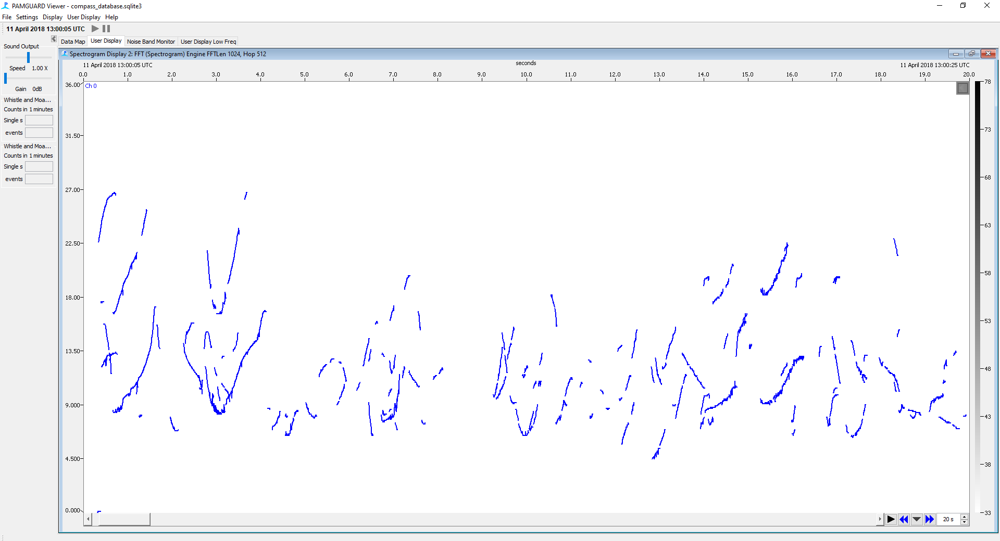 PAMGUARD Viewer - compass_database.sqlite3
File Settings Display User Display Help
11 April 2018 13:00:05 UTC
Data Map User Display Noise Band Monitor User Display Low Freq
Sound Output
Speed 1.00 X
Gain 0dB
Whistle and Moa...
Counts in 1 minutes
Single s
events
Whistle and Moa...
Counts in 1 minutes
Single s
events
Spectrogram Display 2: FFT (Spectrogram) Engine FFTLen 1024, Hop 512
11 April 2018 13:00:05 UTC seconds 11 April 2018 13:00:25 UTC
0.0 1.0 2.0 3.0 4.0 5.0 6.0 7.0 8.0 9.0 10.0 11.0 12.0 13.0 14.0 15.0 16.0 17.0 18.0 19.0 20.0
Ch 0
36.00
31.50
27.00
22.50
18.00
13.50
9.000
4.500
0.000
78
73
68
63
58
53
48
43
38
33
20 s